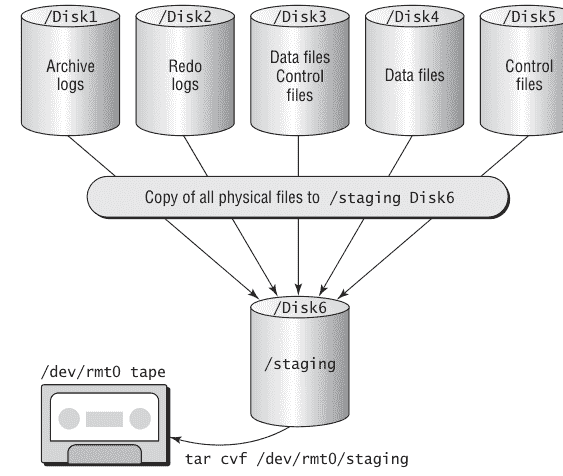 /Disk1
/Disk2
/Disk3
/Disk4
/Disk5
Archive
logs
Redo
logs
Data files
Control
files
Data files
Control
files
Copy of all physical files to /staging Disk6
/Disk6
/staging
/dev/rmt0 tape
tar cvf /dev/rmt0/staging